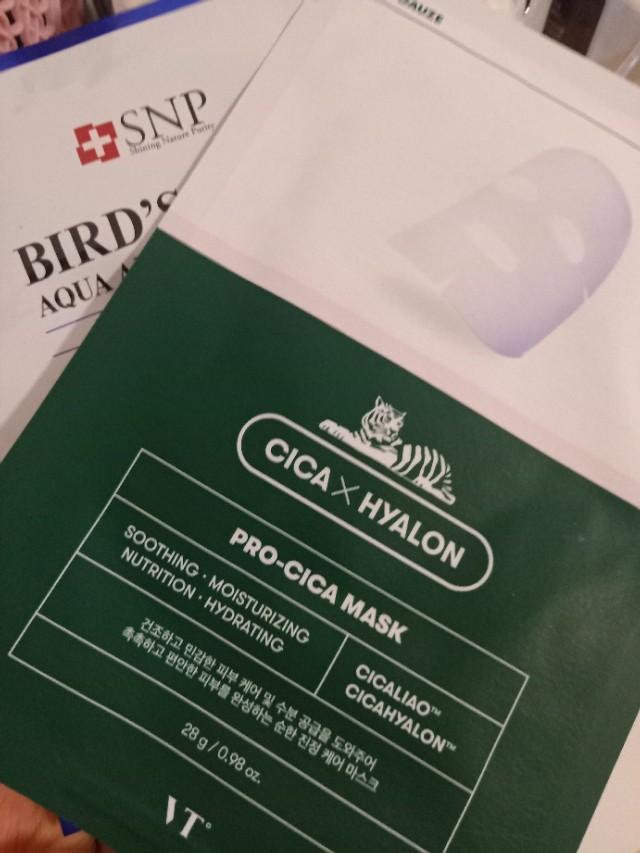 GAUZE
SNP
Shining Nature Purity
BIRD'S
AQUA
CICA X HYALON
PRO-CICA MASK
SOOTHING · MOISTURIZING
NUTRITION · HYDRATING
CICALIAO™
CICAHYALON™
건조하고 민감한 피부 케어 및 수분 공급을 도와주어
촉촉하고 편안한 피부를 완성하는 순한 진정 케어 마스크
28 g / 0.98 oz.
VT